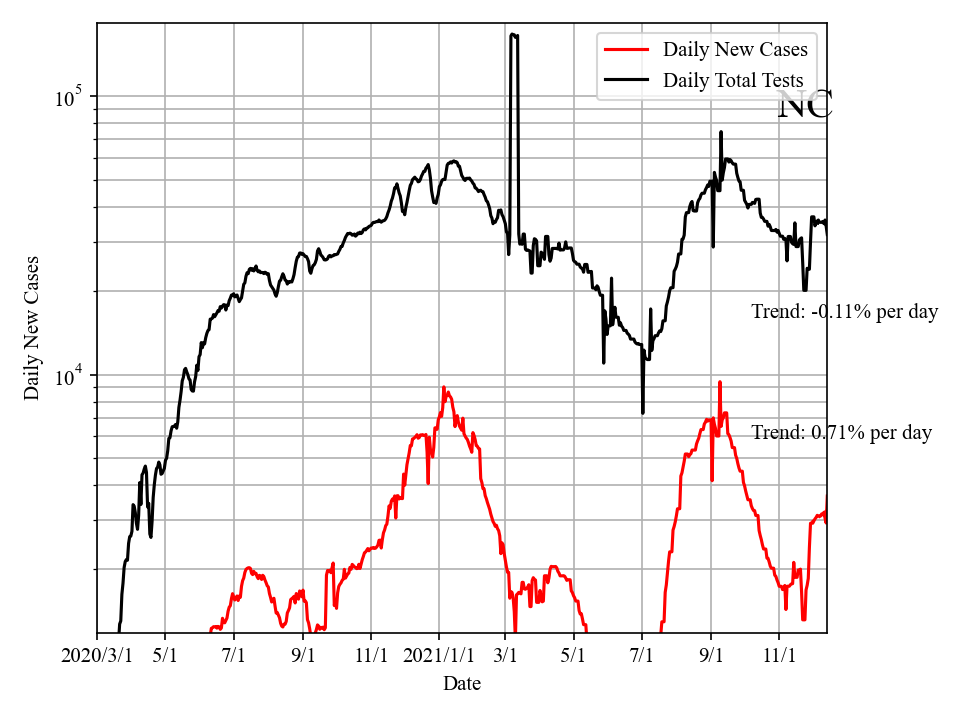 Daily New Cases
Daily Total Tests
NC
10^5
10^4
Daily New Cases
Trend: -0.11% per day
Trend: 0.71% per day
2020/3/1 5/1 7/1 9/1 11/1 2021/1/1 3/1 5/1 7/1 9/1 11/1
Date